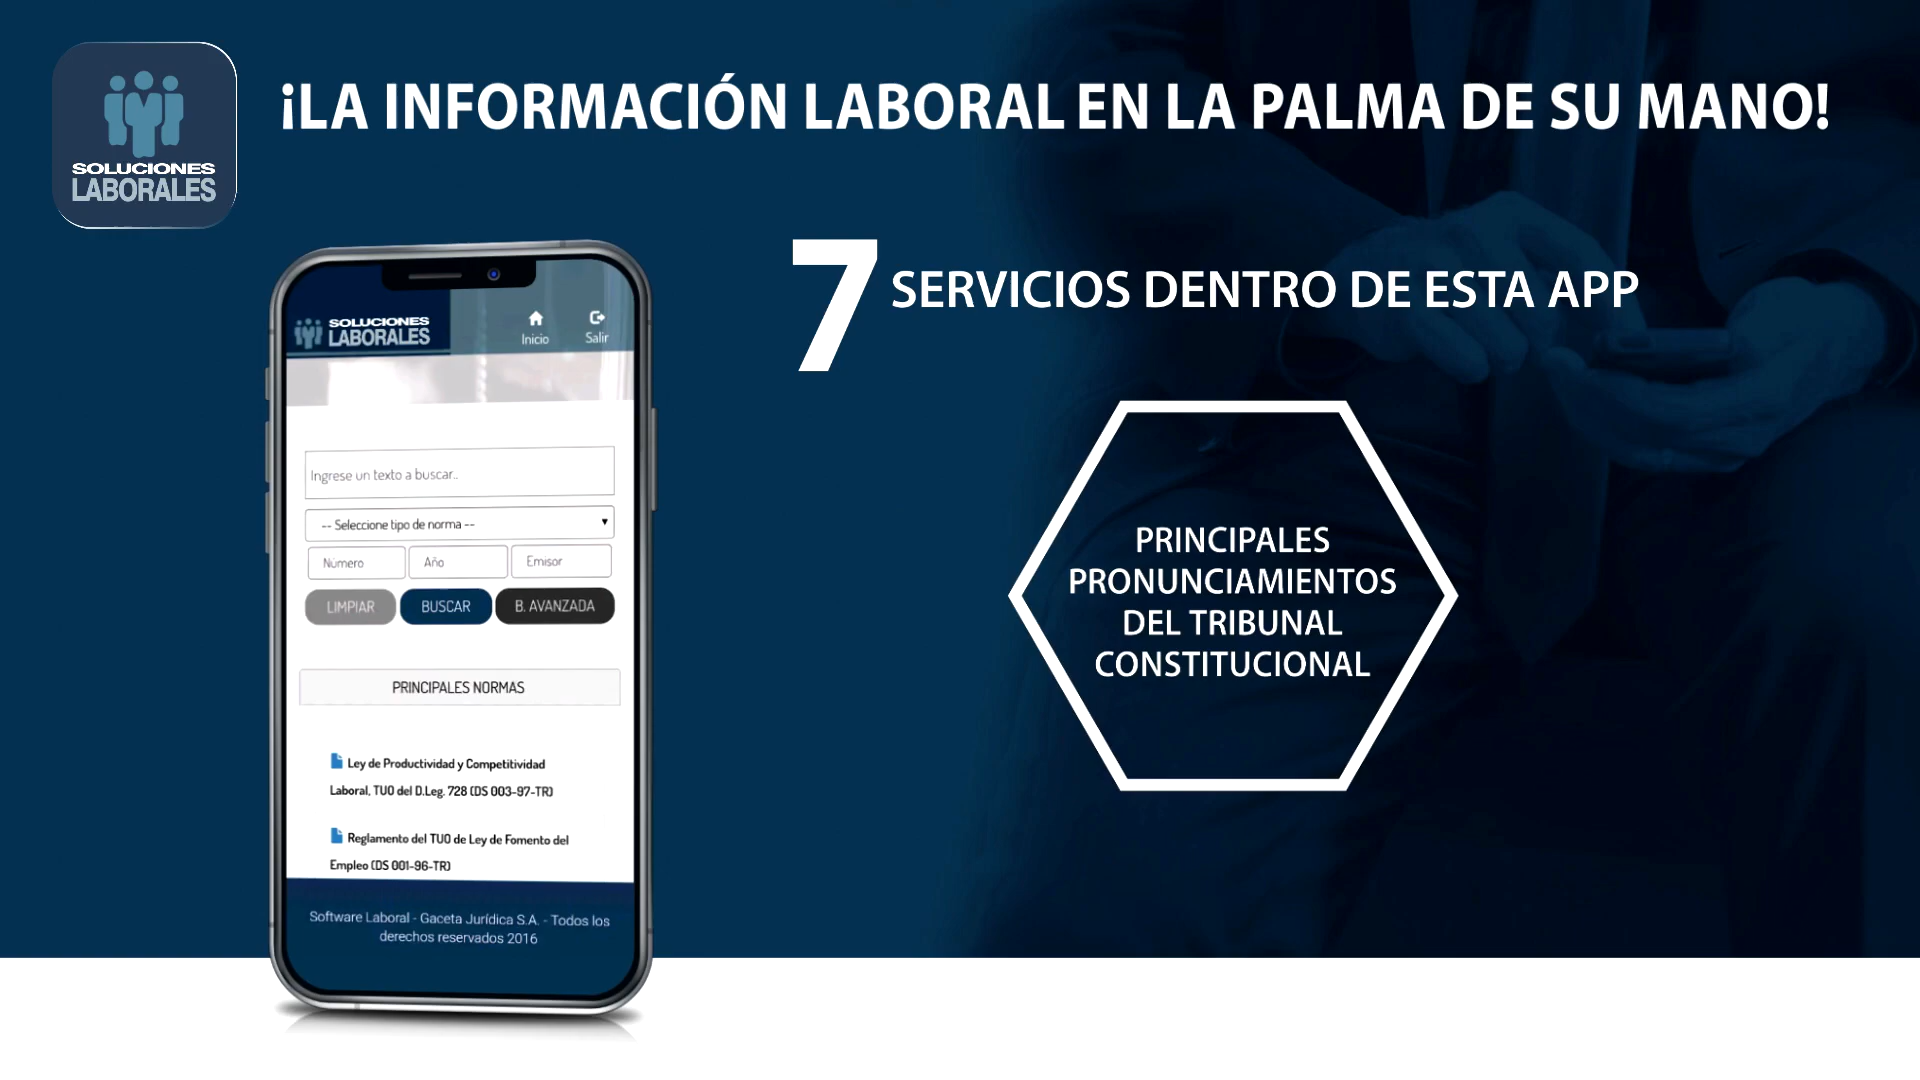 SOLUCIONES
LABORALES
¡LA INFORMACIÓN LABORAL EN LA PALMA DE SU MANO!
7 SERVICIOS DENTRO DE ESTA APP
SOLUCIONES
LABORALES
Inicio
Salir
Ingrese un texto a buscar..
-- Seleccione tipo de norma --
Número
Año
Emisor
LIMPIAR
BUSCAR
B. AVANZADA
PRINCIPALES NORMAS
Ley de Productividad y Competitividad
Laboral, TUO del D.Leg. 728 (DS 003-97-TR)
Reglamento del TUO de Ley de Fomento del
Empleo (DS 001-96-TR)
Software Laboral - Gaceta Jurídica S.A. - Todos los
derechos reservados 2016
PRINCIPALES
PRONUNCIAMIENTOS
DEL TRIBUNAL
CONSTITUCIONAL